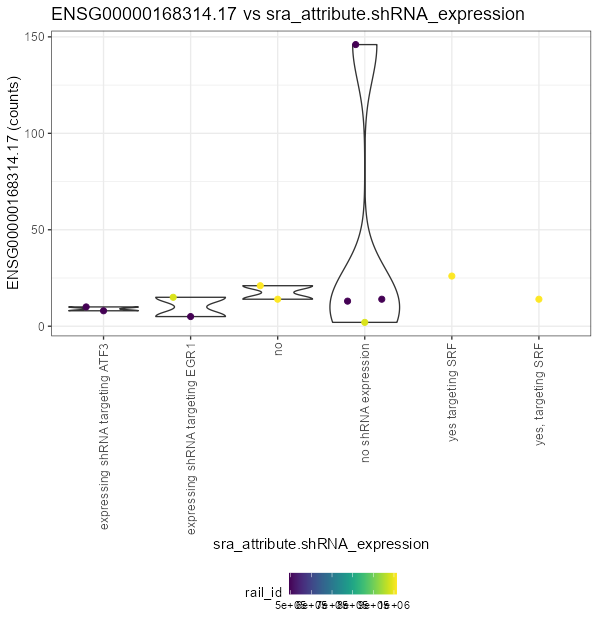 ENSG00000168314.17 vs sra_attribute.shRNA_expression
ENSG00000168314.17 (counts)
150
100
50
0
expressing shRNA targeting ATF3
expressing shRNA targeting EGR1
no
no shRNA expression
yes targeting SRF
yes, targeting SRF
sra_attribute.shRNA_expression
rail_id